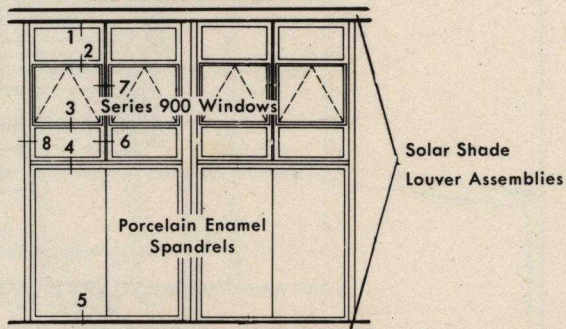 1
2
7
Series 900 Windows
3
8
6
4
Solar Shade
Louver Assemblies
Porcelain Enamel
Spandrels
5